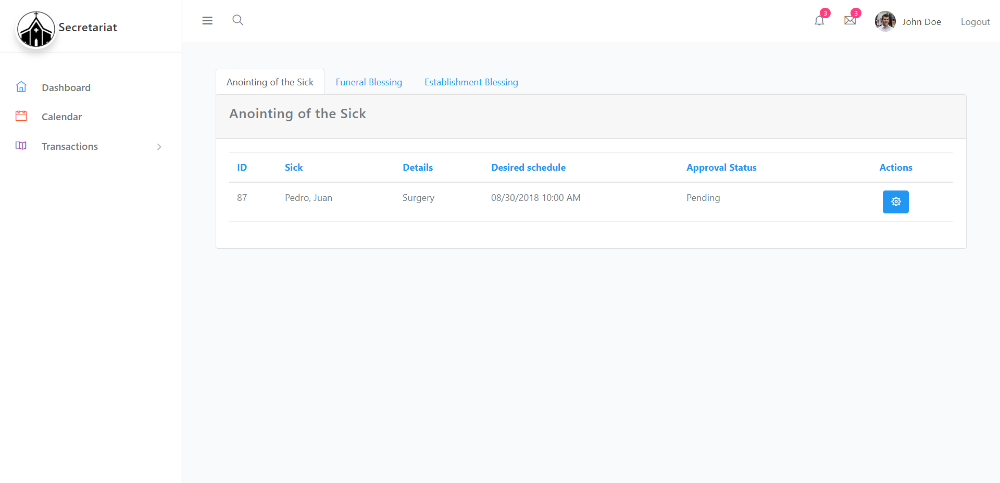 Secretariat
3
3
John Doe
Logout
Dashboard
Calendar
Transactions
Anointing of the Sick
Funeral Blessing
Establishment Blessing
Anointing of the Sick
ID Sick Details Desired schedule Approval Status Actions
87 Pedro, Juan Surgery 08/30/2018 10:00 AM Pending